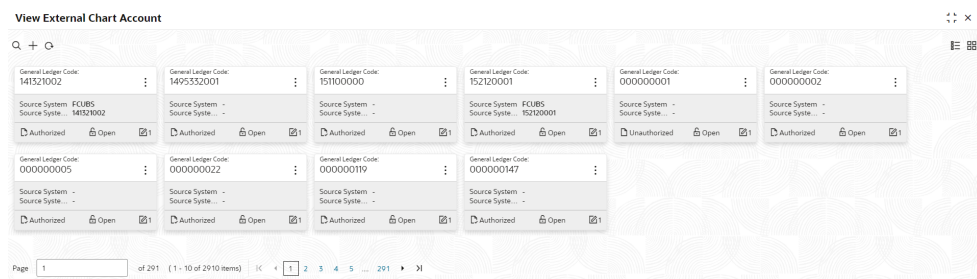 View External Chart Account
General Ledger Code: General Ledger Code: General Ledger Code: General Ledger Code: General Ledger Code: General Ledger Code:
141321002 1495332001 151100000 152120001 000000001 000000002
Source System FCUBS Source System - Source System - Source System FCUBS Source System - Source System -
Source Syste... 141321002 Source Syste... - Source Syste... - Source Syste... 152120001 Source Syste... - Source Syste... -
Authorized Open 1 Authorized Open 1 Authorized Open 1 Authorized Open 1 Unauthorized Open 1 Authorized Open 1
General Ledger Code: General Ledger Code: General Ledger Code: General Ledger Code:
000000005 000000022 000000119 000000147
Source System - Source System - Source System - Source System -
Source Syste... - Source Syste... - Source Syste... - Source Syste... -
Authorized Open 1 Authorized Open 1 Authorized Open 1 Authorized Open 1
Page 1 of 291 (1 - 10 of 2910 items) 1 2 3 4 5 ... 291